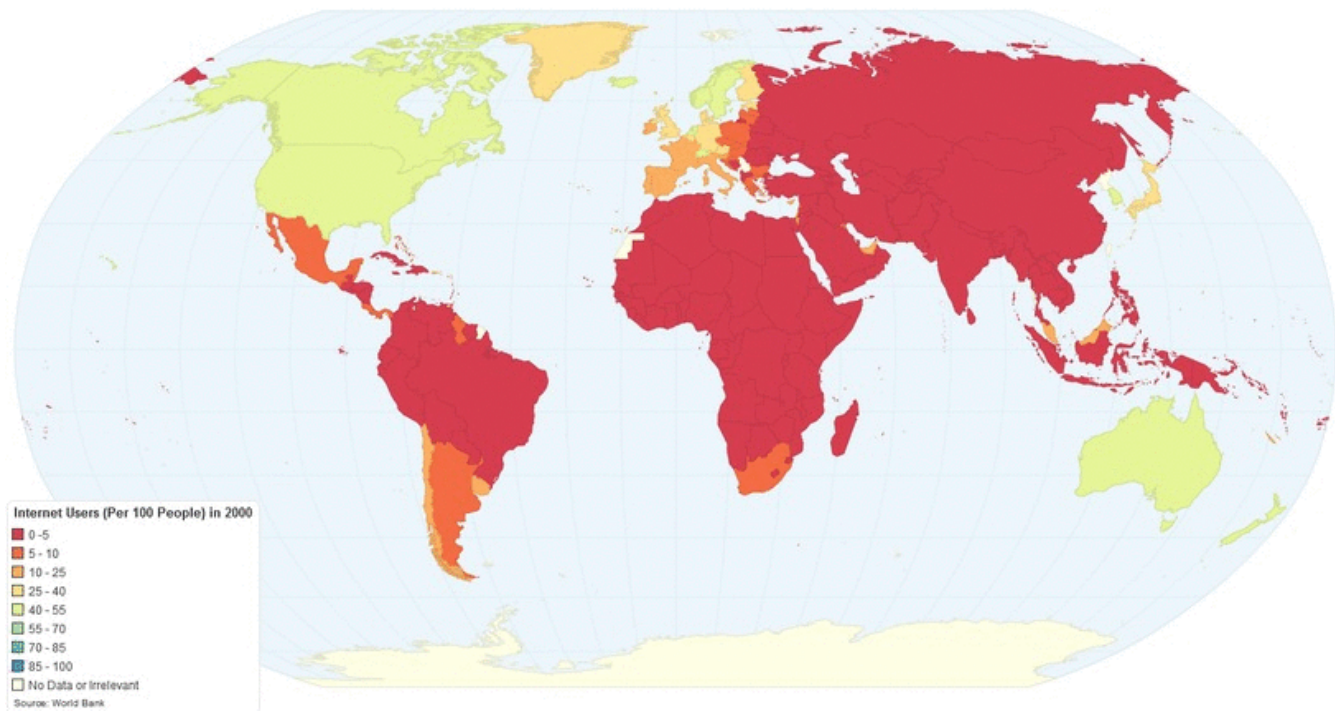 Internet Users (Per 100 People) in 2000
0 -5
5 - 10
10 - 25
25 - 40
40 - 55
55 - 70
70 - 85
85 - 100
No Data or Irrelevant
Source: World Bank